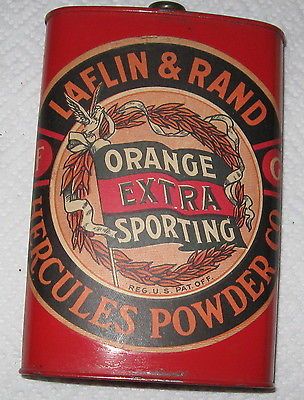 LAFLIN & RAND
ORANGE
EXTRA
SPORTING
REG. U.S. PAT. OFF.
HERCULES POWDER CO.